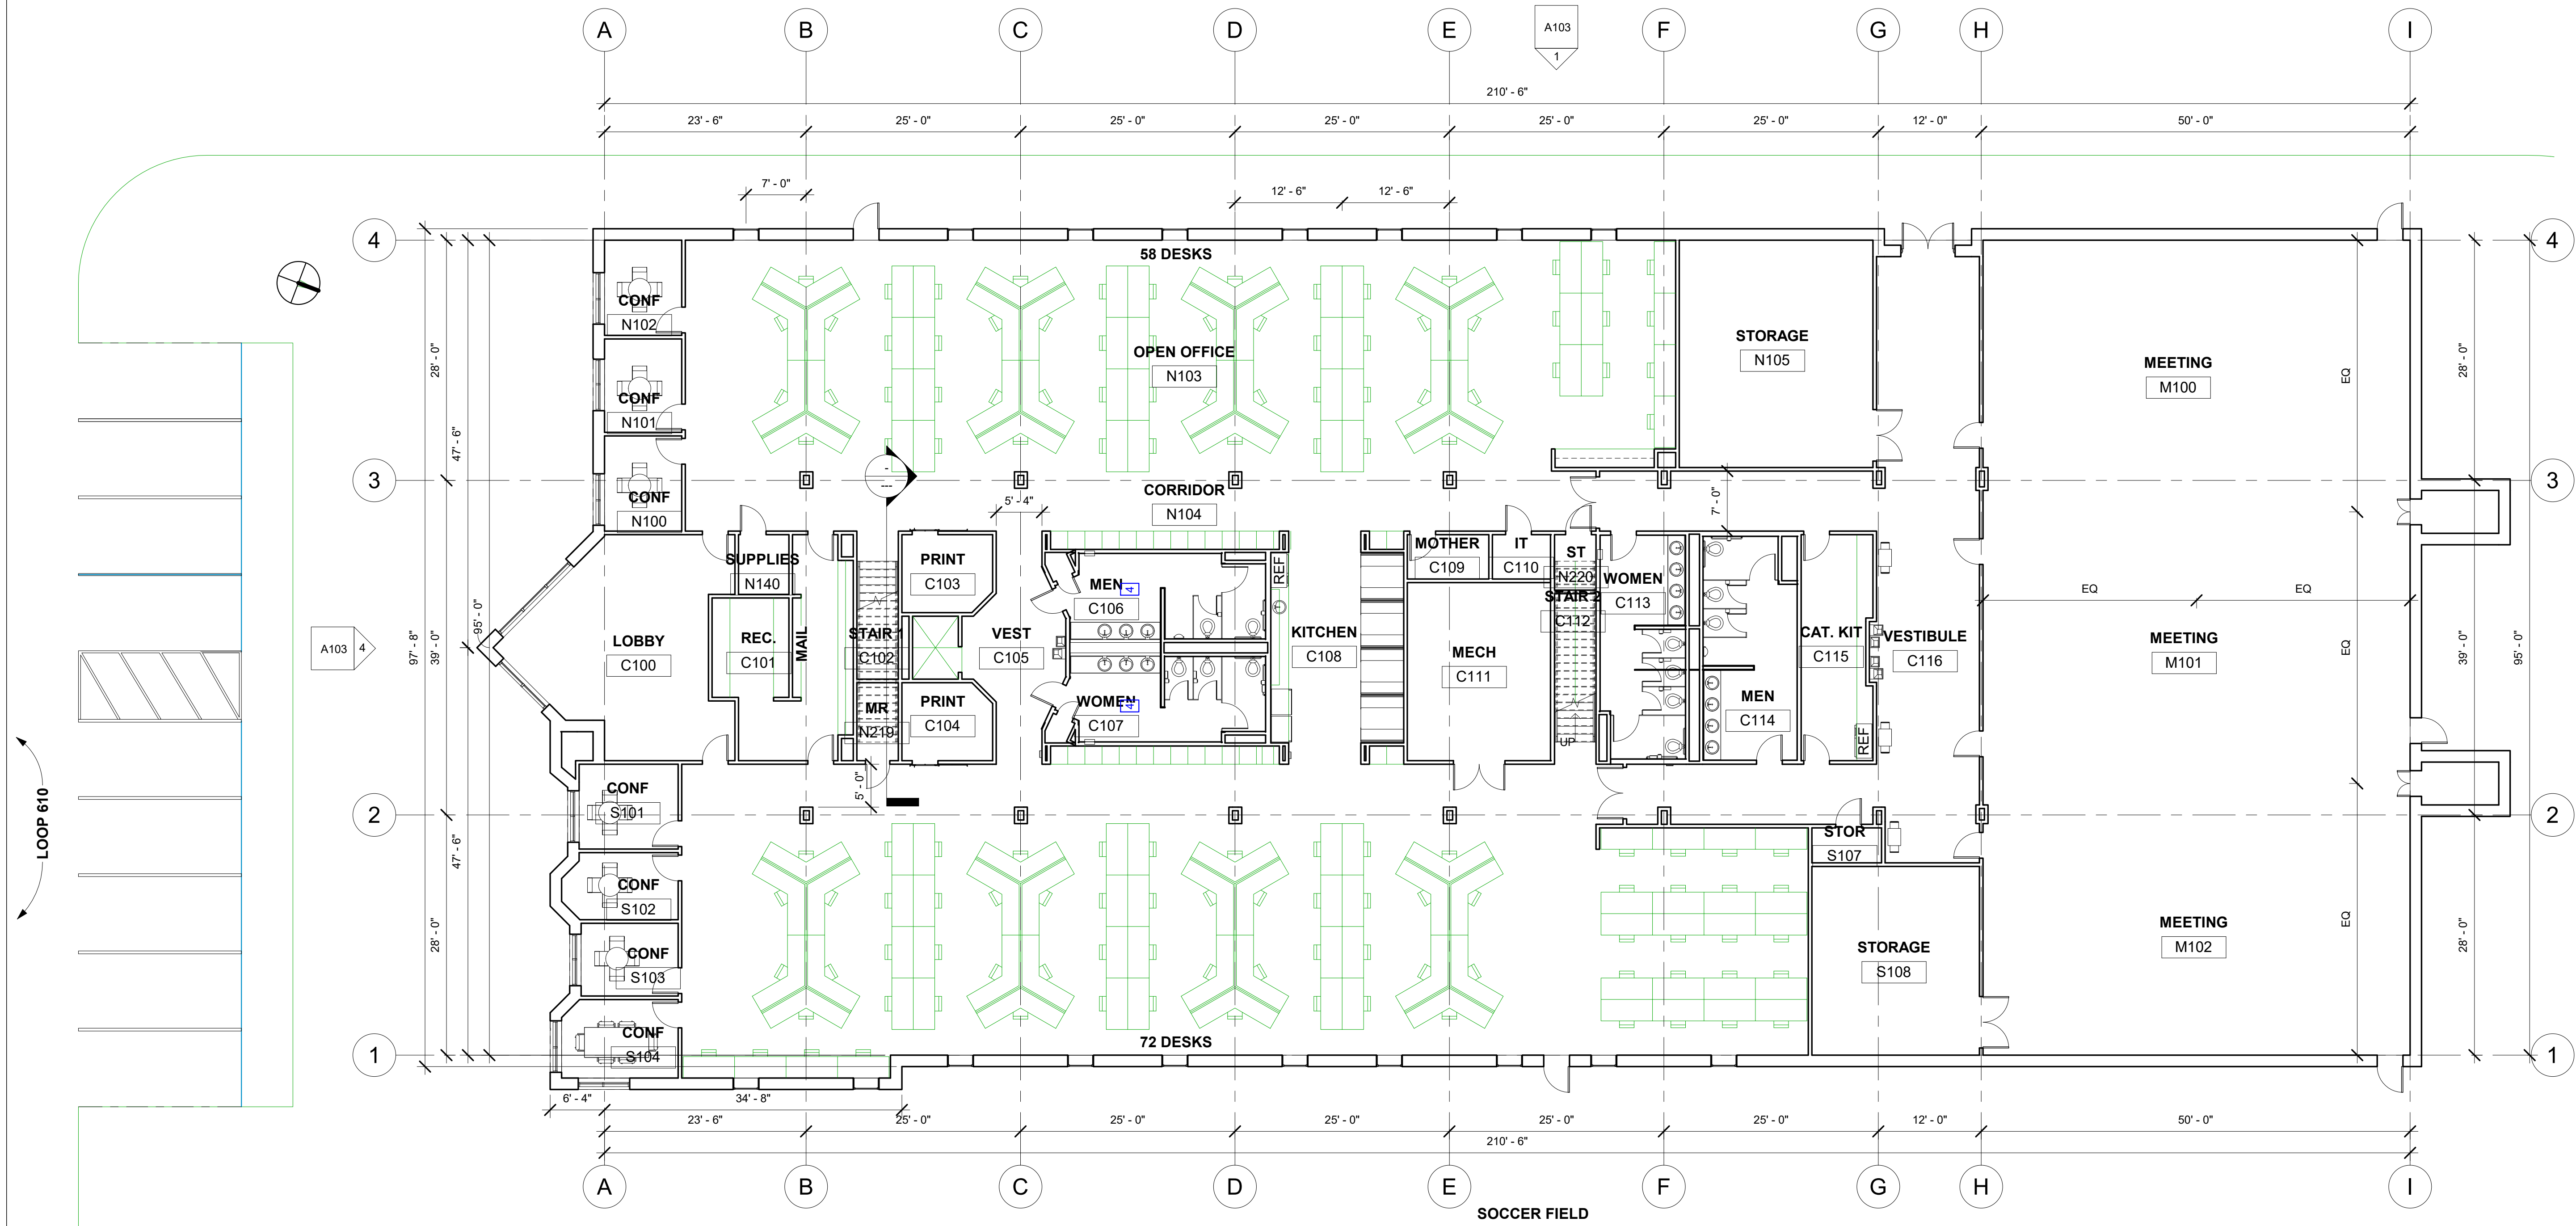 A B C D E F G H I
A103
1
210' - 6"
23' - 6" 25' - 0" 25' - 0" 25' - 0" 25' - 0" 25' - 0" 12' - 0" 50' - 0"
7' - 0" 12' - 6" 12' - 6"
4 4
58 DESKS
CONF
N102
CONF
N101
CONF
N100
OPEN OFFICE
N103
STORAGE
N105
MEETING
M100
EQ
28' - 0"
28' - 0"
47' - 6"
3 3
-
---
5' - 4"
CORRIDOR
N104
7' - 0"
SUPPLIES
N140
PRINT
C103
MEN
4
C106
REF
MOTHER
C109
IT
C110
ST
N220
WOMEN
C113
STAIR 2
C112
EQ EQ
LOBBY
C100
REC.
C101
MAIL
STAIR 1
C102
VEST
C105
KITCHEN
C108
MECH
C111
CAT. KIT
C115
VESTIBULE
C116
MEETING
M101
EQ
A103 4
97' - 8"
39' - 0"
95' - 0"
39' - 0"
95' - 0"
MR
N219
PRINT
C104
WOMEN
42
C107
UP
MEN
C114
REF
5' - 0"
LOOP 610
2 2
CONF
S101
CONF
S102
CONF
S103
CONF
S104
STOR
S107
STORAGE
S108
MEETING
M102
EQ
28' - 0"
47' - 6"
28' - 0"
72 DESKS
1 1
6' - 4" 34' - 8"
23' - 6" 25' - 0" 25' - 0" 25' - 0" 25' - 0" 25' - 0" 12' - 0" 50' - 0"
210' - 6"
A B C D E F G H I
SOCCER FIELD